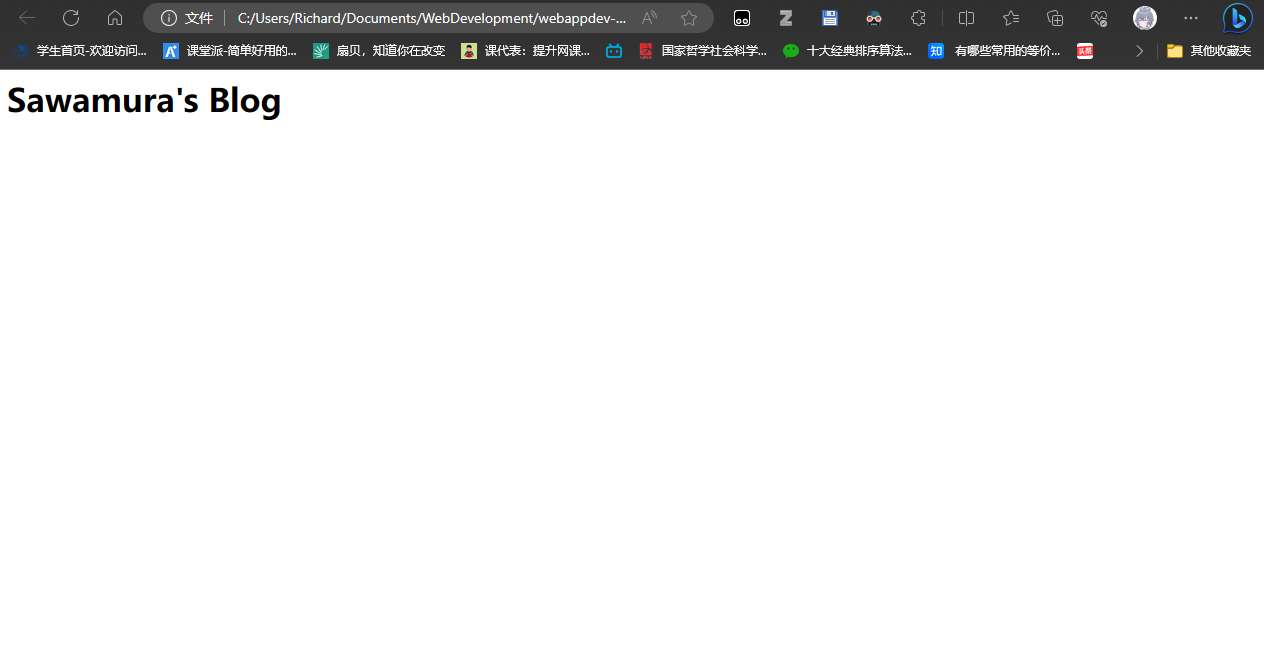 文件 C:/Users/Richard/Documents/WebDevelopment/webappdev-...
学生首页-欢迎访问... 课堂派-简单好用的... 扇贝，知道你在改变 课代表：提升网课... 国家哲学社会科学... 十大经典排序算法... 知 有哪些常用的等价... 头条 其他收藏夹
Sawamura's Blog